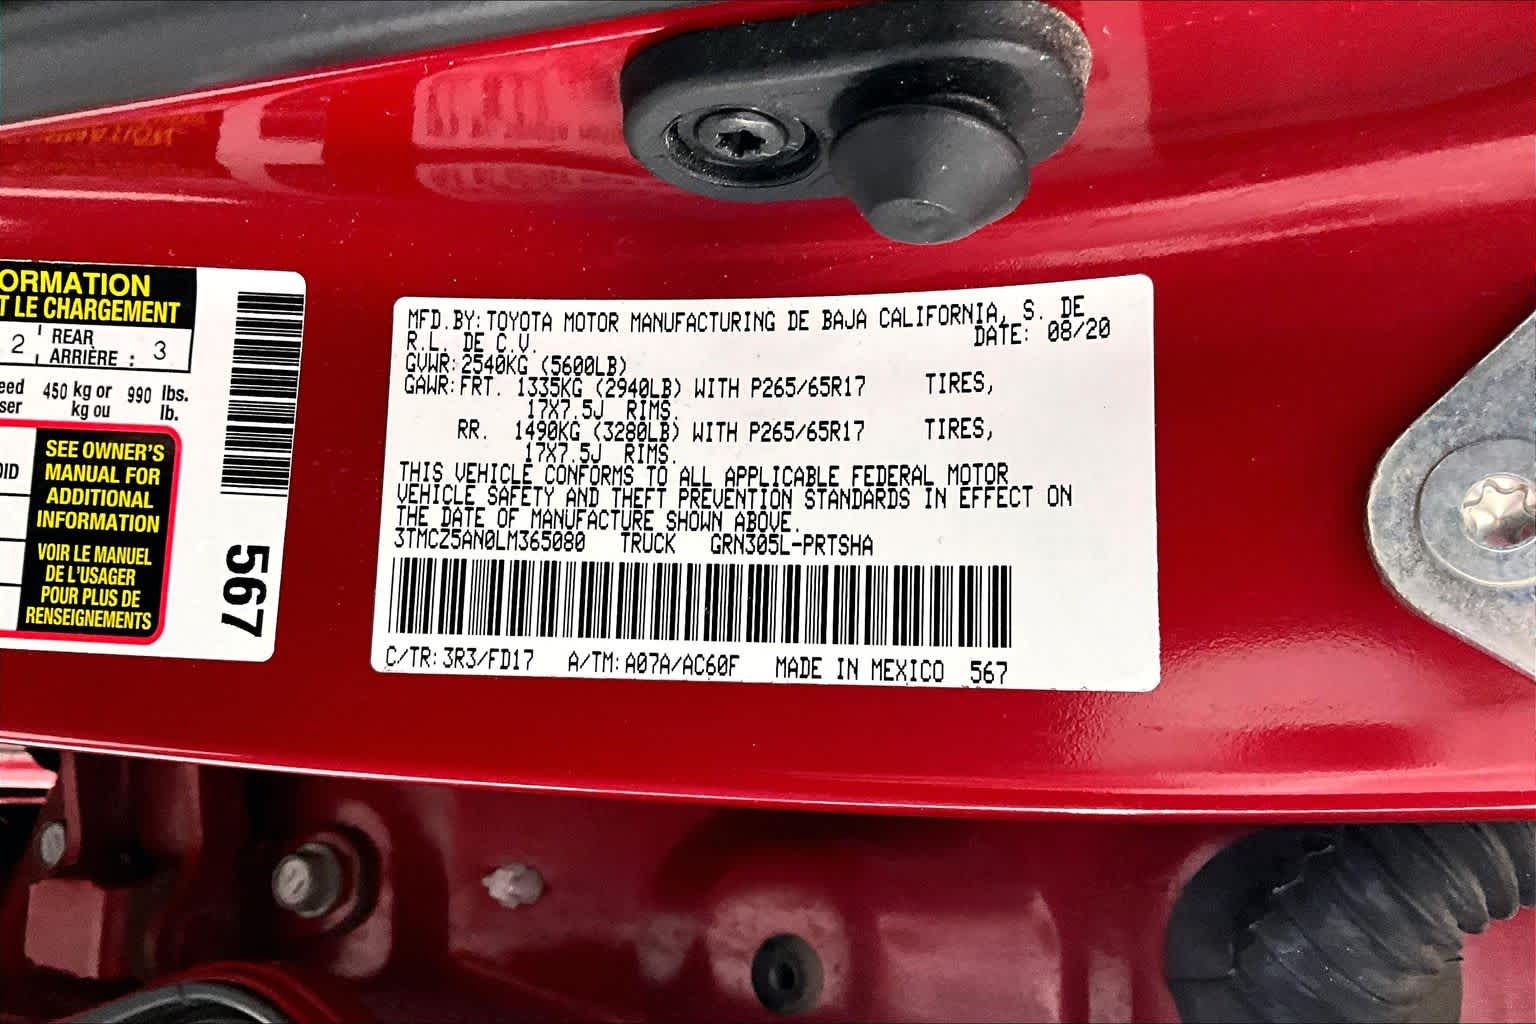 ORMATION
T LE CHARGEMENT
2 REAR ARRIÈRE : 3
eed 450 kg or 990 lbs.
ser kg ou lb.
OID
SEE OWNER'S
MANUAL FOR
ADDITIONAL
INFORMATION
VOIR LE MANUEL
DE L'USAGER
POUR PLUS DE
RENSEIGNEMENTS
567
MFD.BY:TOYOTA MOTOR MANUFACTURING DE BAJA CALIFORNIA, S. DE
R.L. DE C.V. DATE: 08/20
GVWR:2540KG (5600LB)
GAWR:FRT. 1335KG (2940LB) WITH P265/65R17 TIRES,
17X7.5J RIMS.
RR. 1490KG (3280LB) WITH P265/65R17 TIRES,
17X7.5J RIMS.
THIS VEHICLE CONFORMS TO ALL APPLICABLE FEDERAL MOTOR
VEHICLE SAFETY AND THEFT PREVENTION STANDARDS IN EFFECT ON
THE DATE OF MANUFACTURE SHOWN ABOVE.
3TMCZ5AN0LM365080 TRUCK GRN305L-PRTSHA
C/TR:3R3/FD17 A/TM:A07A/AC60F MADE IN MEXICO 567